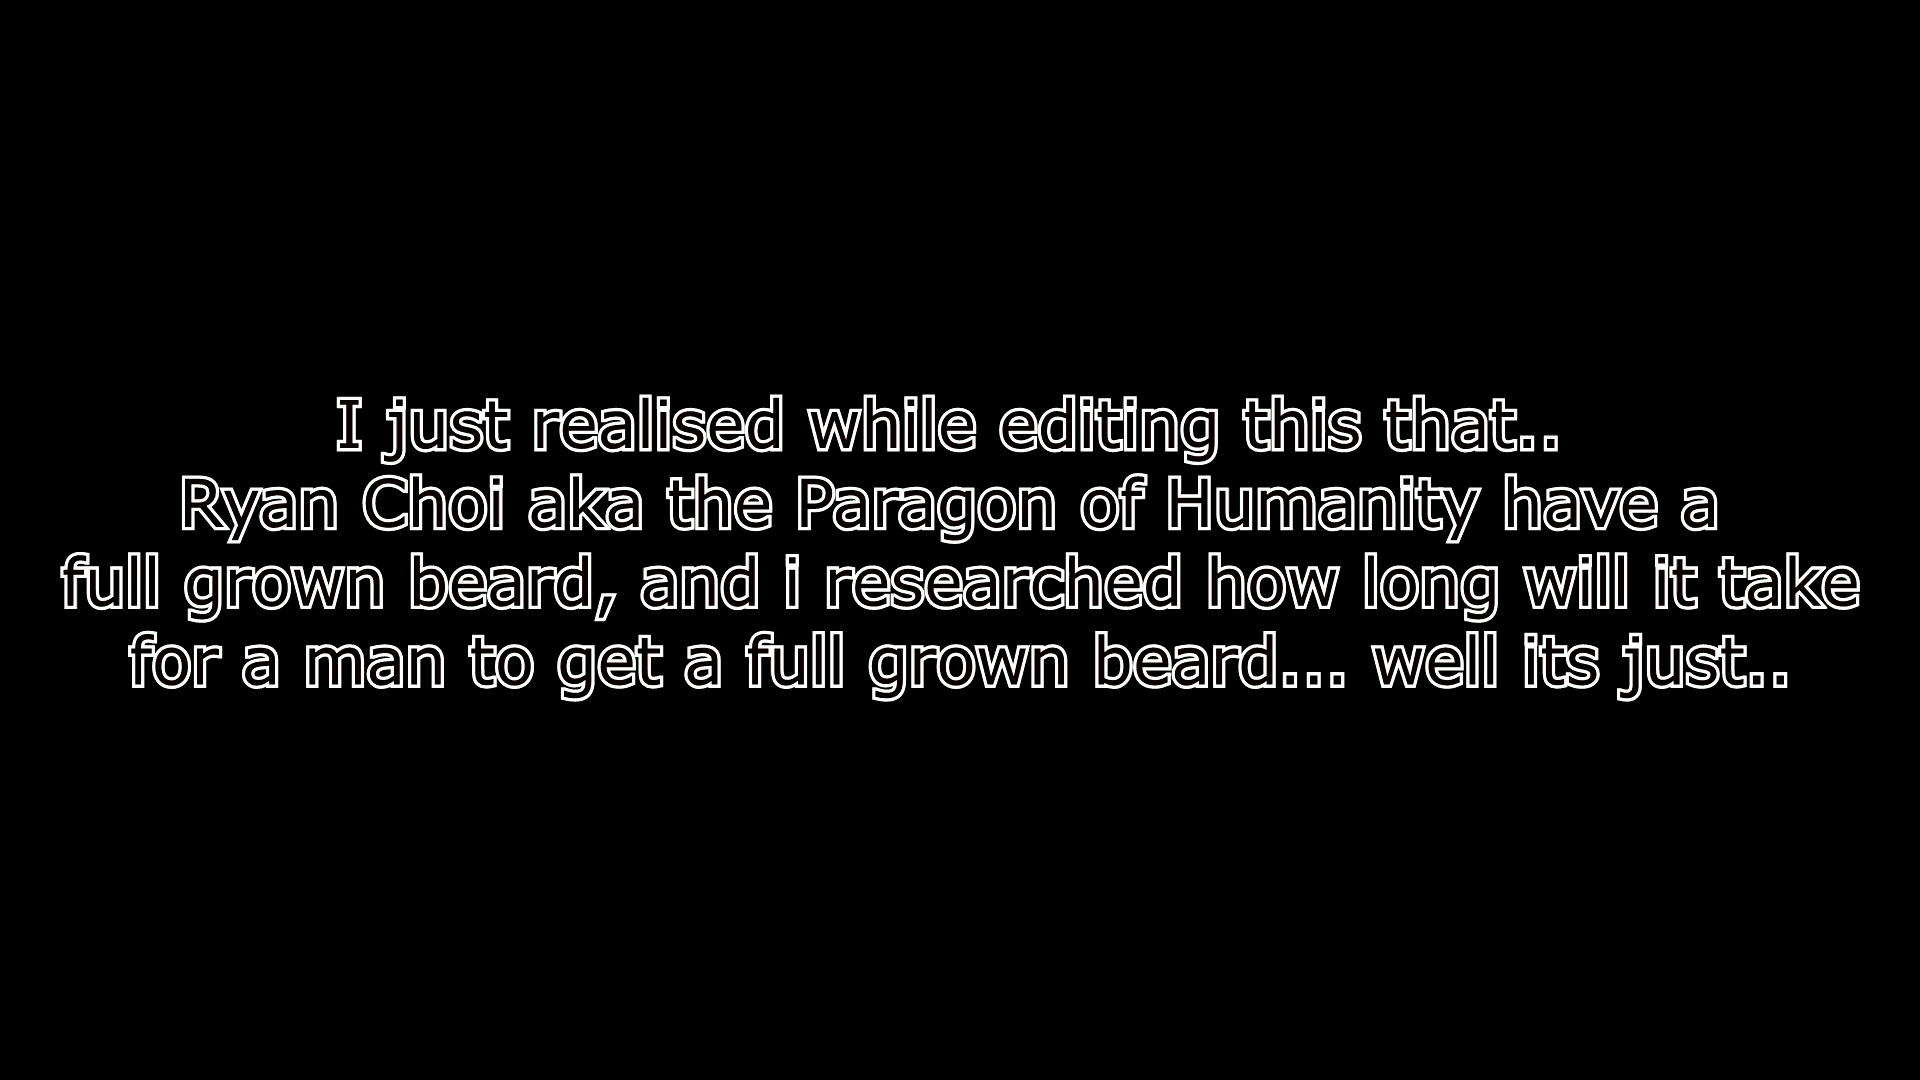 I just realised while editing this that..
Ryan Choi aka the Paragon of Humanity have a
full grown beard, and i researched how long will it take
for a man to get a full grown beard... well its just..